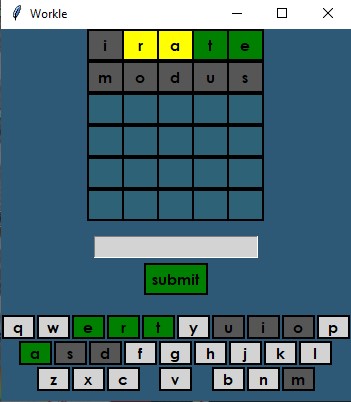 Workle
i r a t e
m o d u s
submit
q w e r t y u i o p
a s d f g h j k l
z x c v b n m